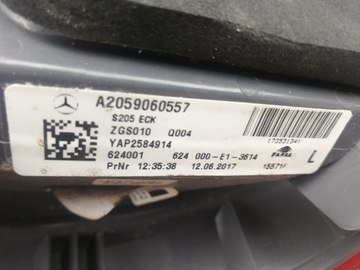 A2059060557
S205 ECK
ZGS010 Q004
YAP2584914
624001 624 000-E1-3614 L
PrNr 12:35:38 12.06.2017